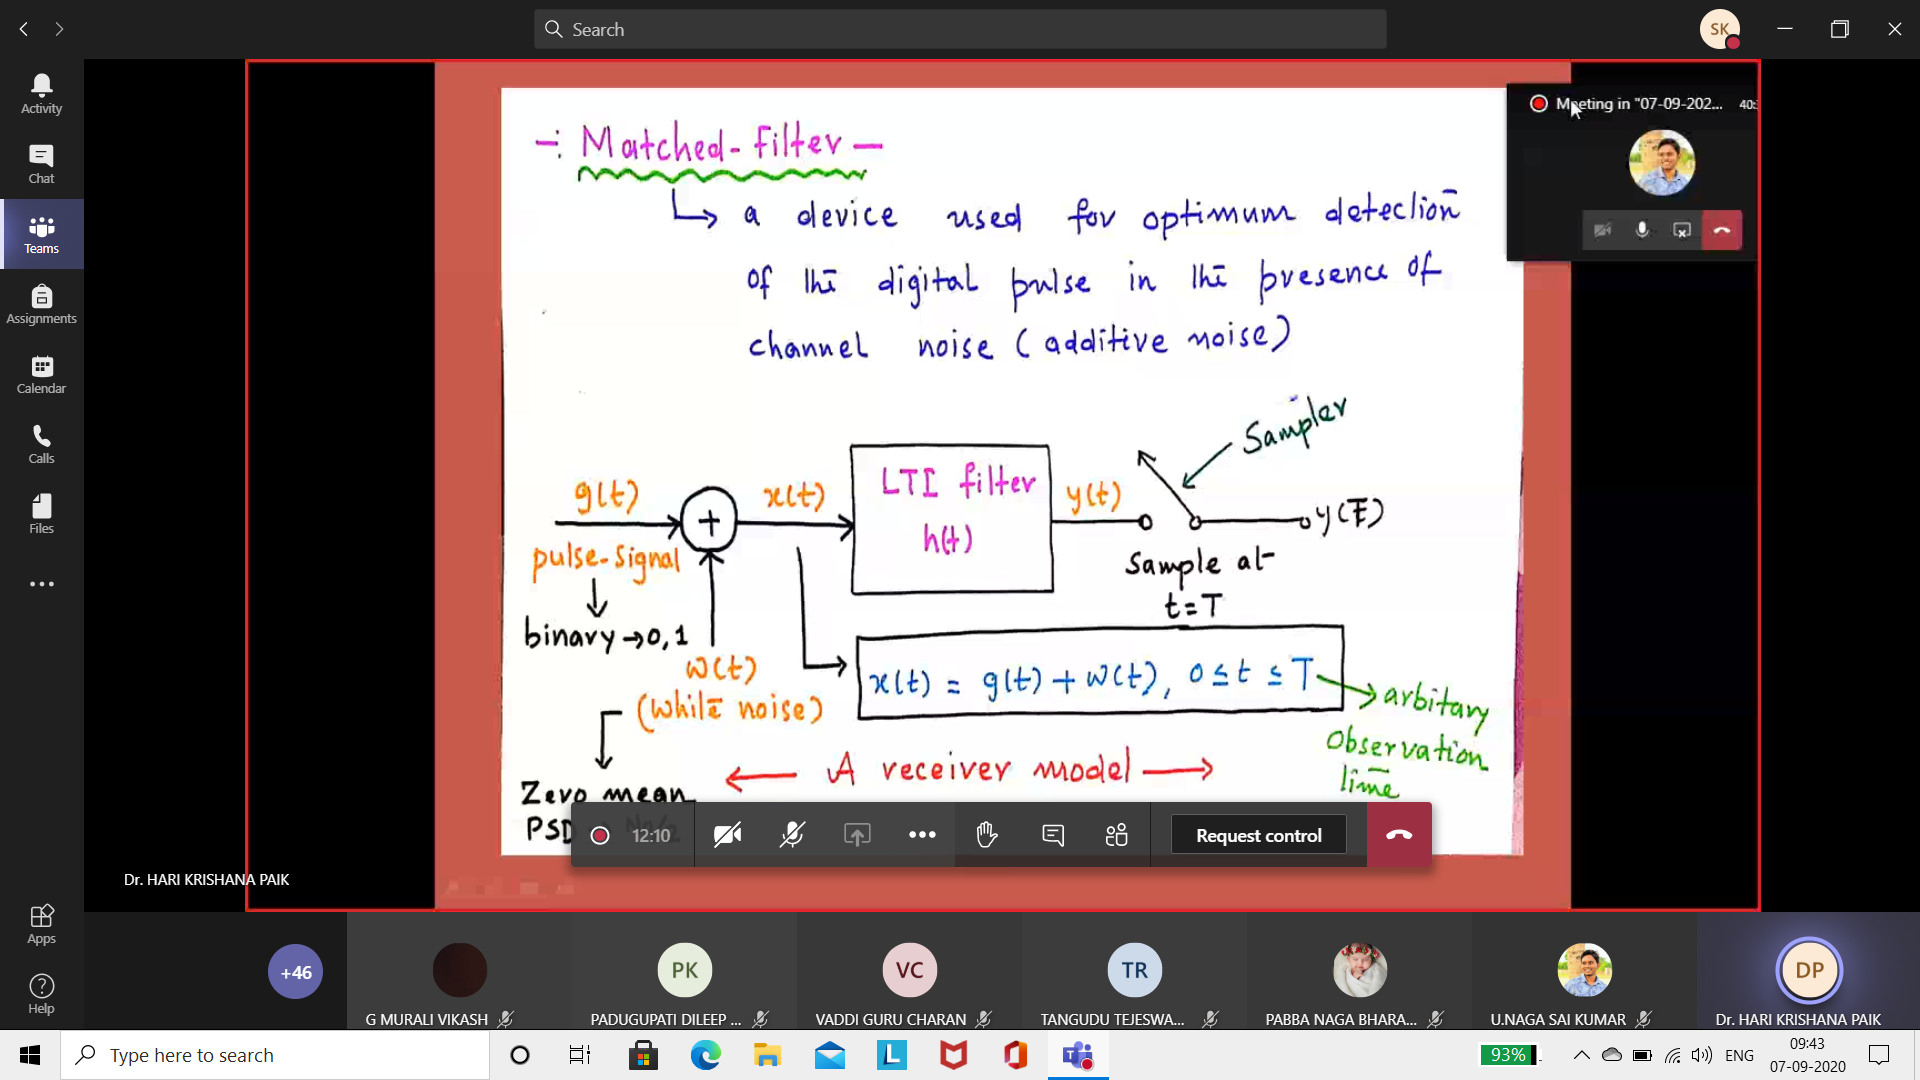 Search
SK
Activity
Chat
Teams
Assignments
Calendar
Calls
Files
Apps
Help
Meeting in "07-09-202...
-: Matched-Filter -
a device used for optimum detection
of the digital pulse in the presence of
channel noise (additive noise)
Sampler
g(t)
+
x(t)
LTI filter
h(t)
y(t)
y(T)
pulse-signal
Sample at
t=T
binary → 0, 1
w(t)
(White noise)
x(t) = g(t) + w(t), 0 ≤ t ≤ T
arbitary
Observation
time
A receiver model
Zero mean
PSD
12:10
Request control
Dr. HARI KRISHANA PAIK
+46
PK
VC
TR
DP
G MURALI VIKASH
PADUGUPATI DILEEP ...
VADDI GURU CHARAN
TANGUDU TEJESWA...
PABBA NAGA BHARA...
U.NAGA SAI KUMAR
Dr. HARI KRISHANA PAIK
Type here to search
93%
ENG
09:43
07-09-2020